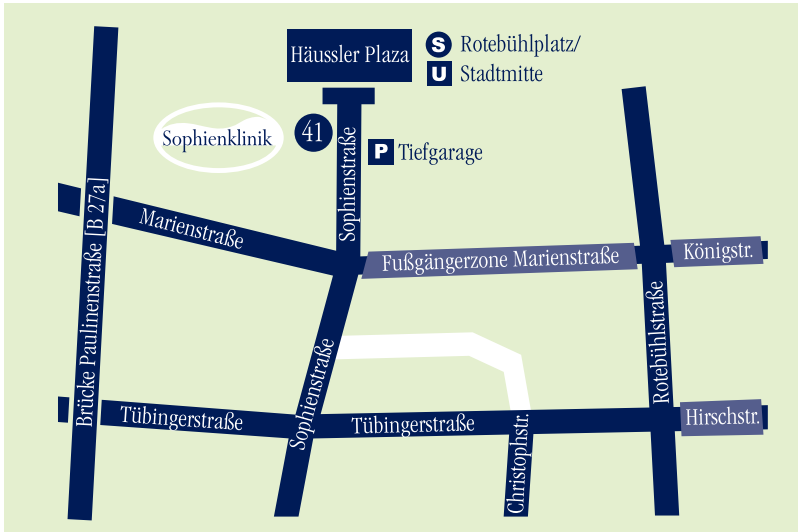 Häussler Plaza
S Rotebühlplatz/
U Stadtmitte
Sophienklinik
41
Sophienstraße
P Tiefgarage
Brücke Paulinenstraße [B 27a]
Marienstraße
Fußgängerzone Marienstraße
Königstr.
Rotebühlstraße
Sophienstraße
Tübingerstraße
Tübingerstraße
Christophstr.
Hirschstr.